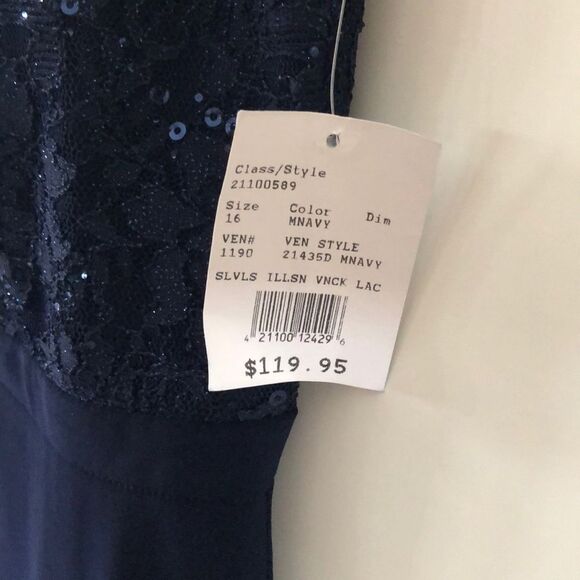 Class/Style
21100589
Size Color Dim
16 MNAVY
VEN# VEN STYLE
1190 21435D MNAVY
SLVLS ILLSN VNCK LAC
4 21100 12429 6
$119.95